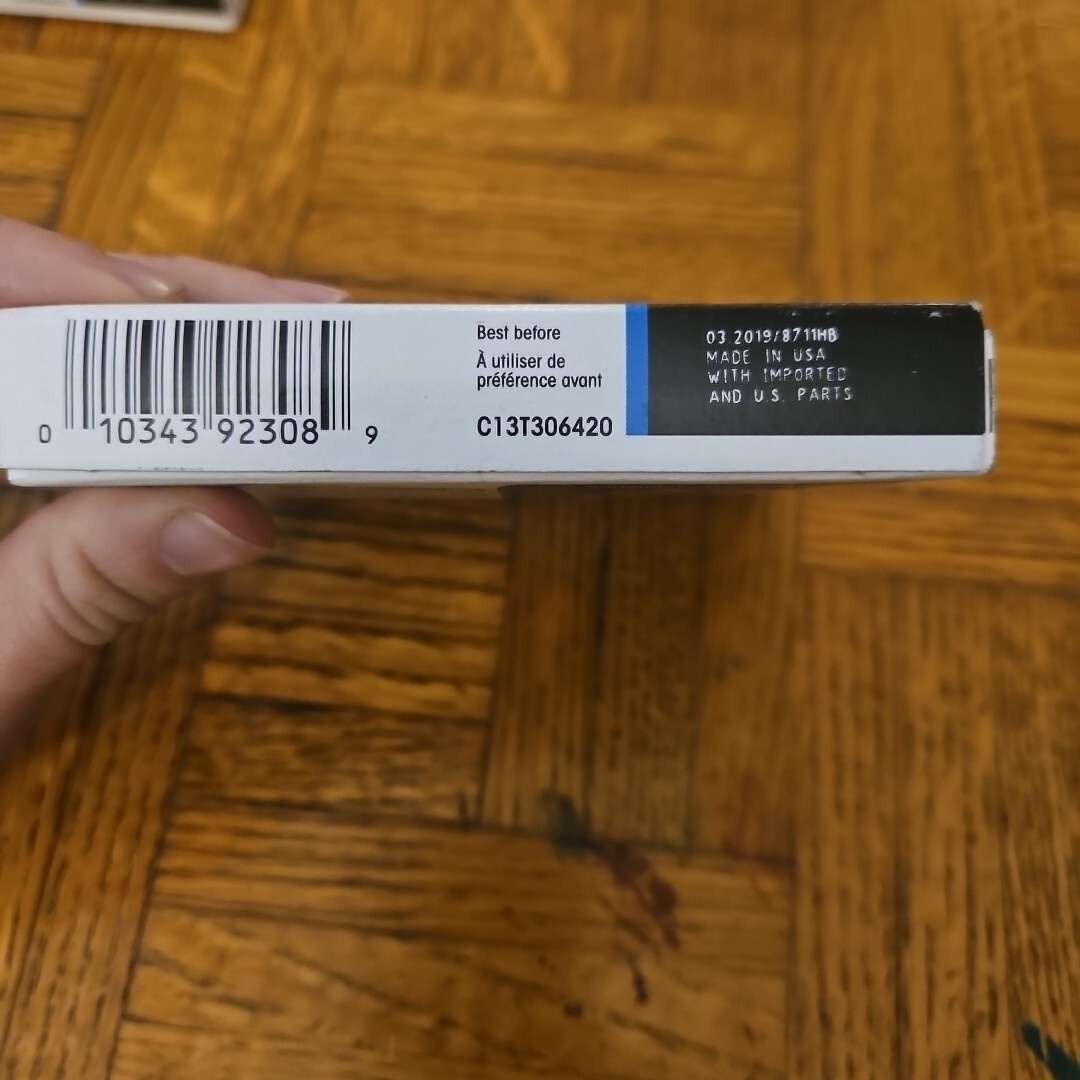 0 10343 92308 9
Best before
À utiliser de
préférence avant
C13T306420
03.2019/8711HB
MADE IN USA
WITH IMPORTED
AND U.S. PARTS